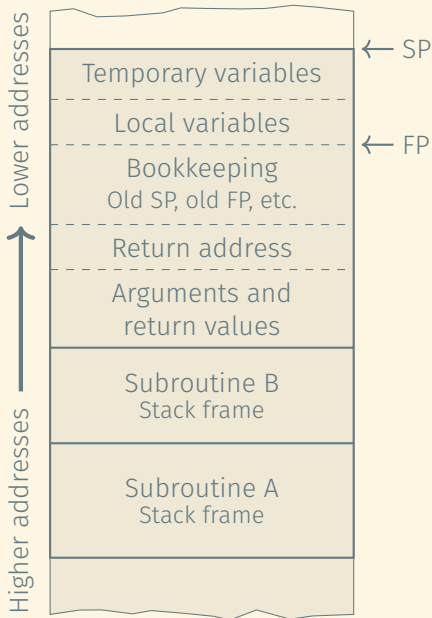 SP
Temporary variables
Local variables
FP
Bookkeeping
Old SP, old FP, etc.
Return address
Arguments and
return values
Subroutine B
Stack frame
Subroutine A
Stack frame
Lower addresses
Higher addresses